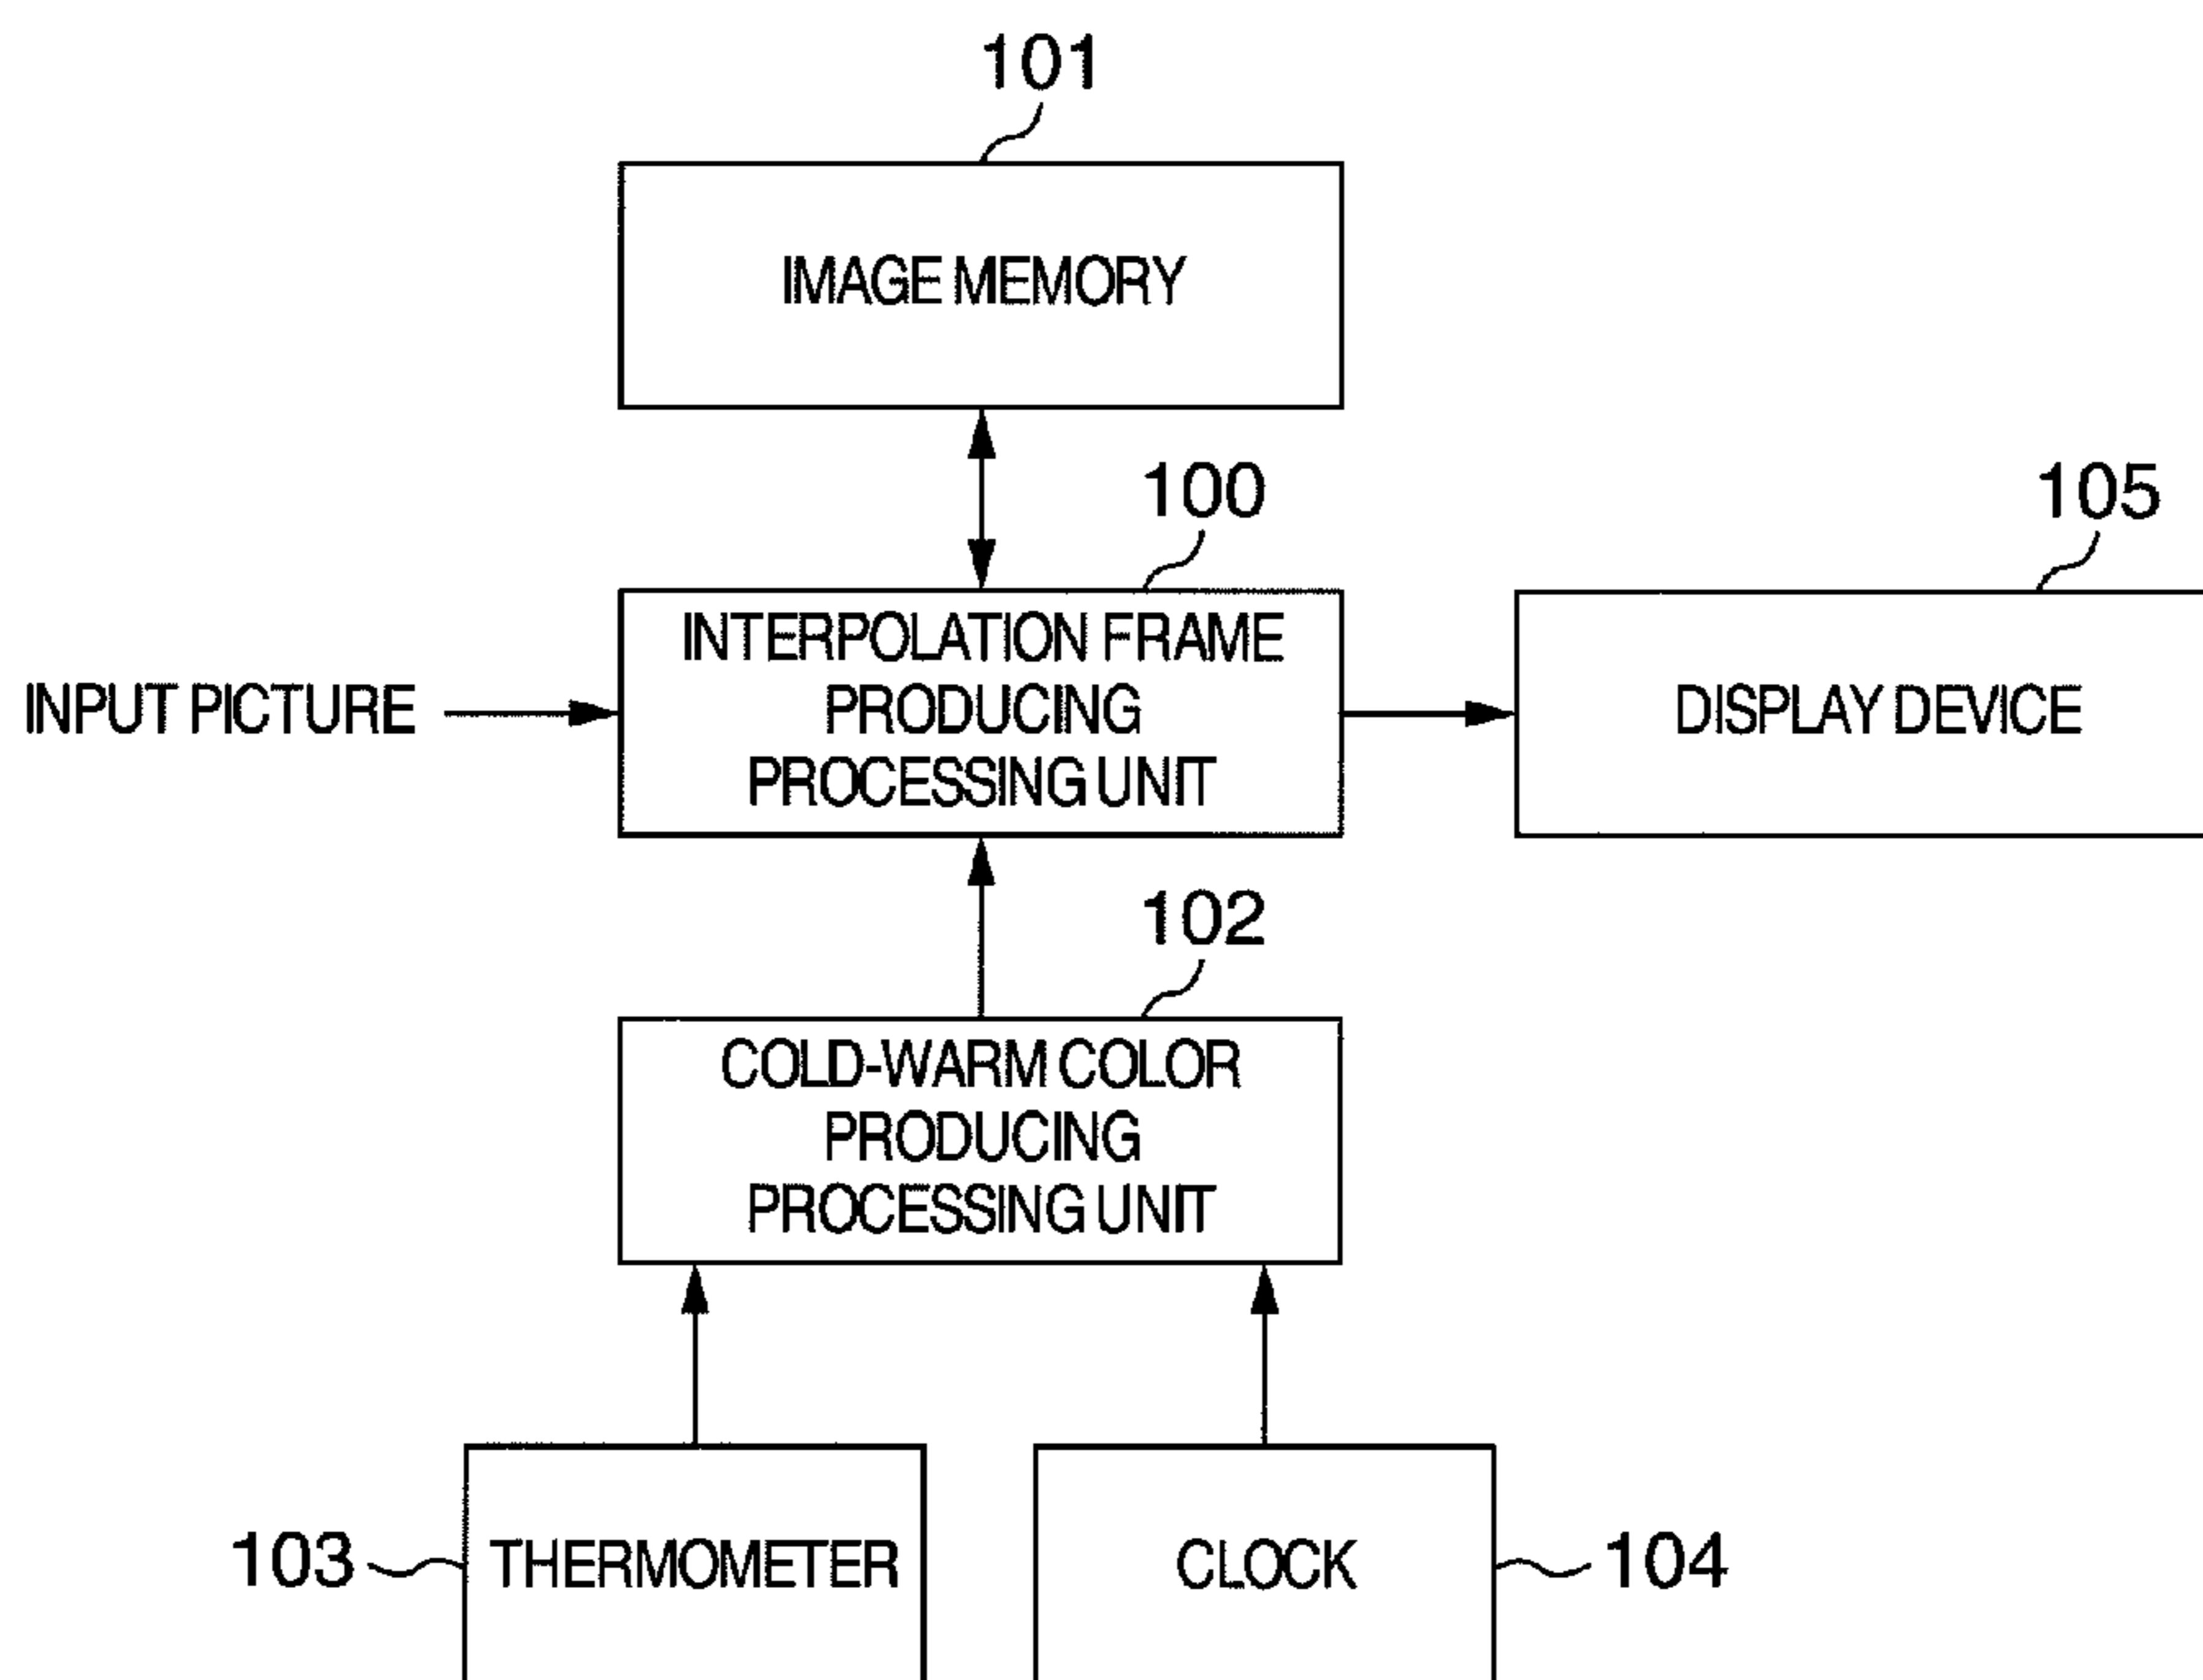 101
IMAGE MEMORY
100
105
INTERPOLATION FRAME
PRODUCING
PROCESSING UNIT
INPUT PICTURE
DISPLAY DEVICE
102
COLD-WARM COLOR
PRODUCING
PROCESSING UNIT
103
THERMOMETER
CLOCK
104